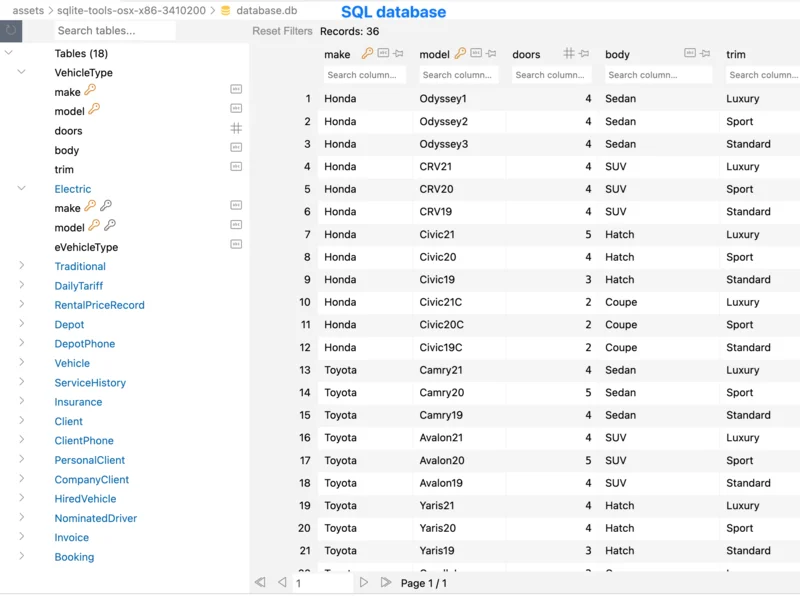 assets > sqlite-tools-osx-x86-3410200 > database.db
SQL database
Search tables...
Reset Filters Records: 36
Tables (18)
VehicleType
make
model
doors
body
trim
Electric
make
model
eVehicleType
Traditional
DailyTariff
RentalPriceRecord
Depot
DepotPhone
Vehicle
ServiceHistory
Insurance
Client
ClientPhone
PersonalClient
CompanyClient
HiredVehicle
NominatedDriver
Invoice
Booking
make model doors body trim
Search column... Search column... Search column... Search column... Search column...
1 Honda Odyssey1 4 Sedan Luxury
2 Honda Odyssey2 4 Sedan Sport
3 Honda Odyssey3 4 Sedan Standard
4 Honda CRV21 4 SUV Luxury
5 Honda CRV20 4 SUV Sport
6 Honda CRV19 4 SUV Standard
7 Honda Civic21 5 Hatch Luxury
8 Honda Civic20 4 Hatch Sport
9 Honda Civic19 3 Hatch Standard
10 Honda Civic21C 2 Coupe Luxury
11 Honda Civic20C 2 Coupe Sport
12 Honda Civic19C 2 Coupe Standard
13 Toyota Camry21 4 Sedan Luxury
14 Toyota Camry20 5 Sedan Sport
15 Toyota Camry19 4 Sedan Standard
16 Toyota Avalon21 4 SUV Luxury
17 Toyota Avalon20 5 SUV Sport
18 Toyota Avalon19 4 SUV Standard
19 Toyota Yaris21 4 Hatch Luxury
20 Toyota Yaris20 4 Hatch Sport
21 Toyota Yaris19 3 Hatch Standard
1 Page 1 / 1